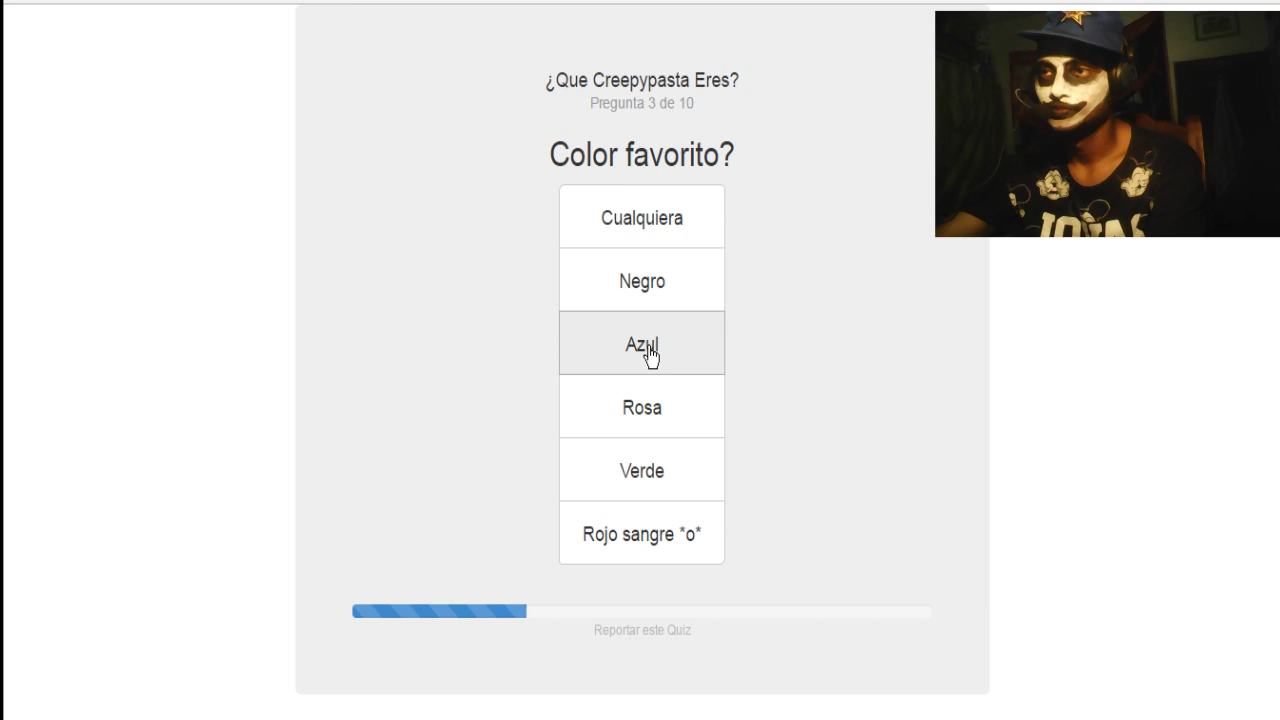 ¿Que Creepypasta Eres?
Pregunta 3 de 10
Color favorito?
Cualquiera
Negro
Azul
Rosa
Verde
Rojo sangre *o*
Reportar este Quiz